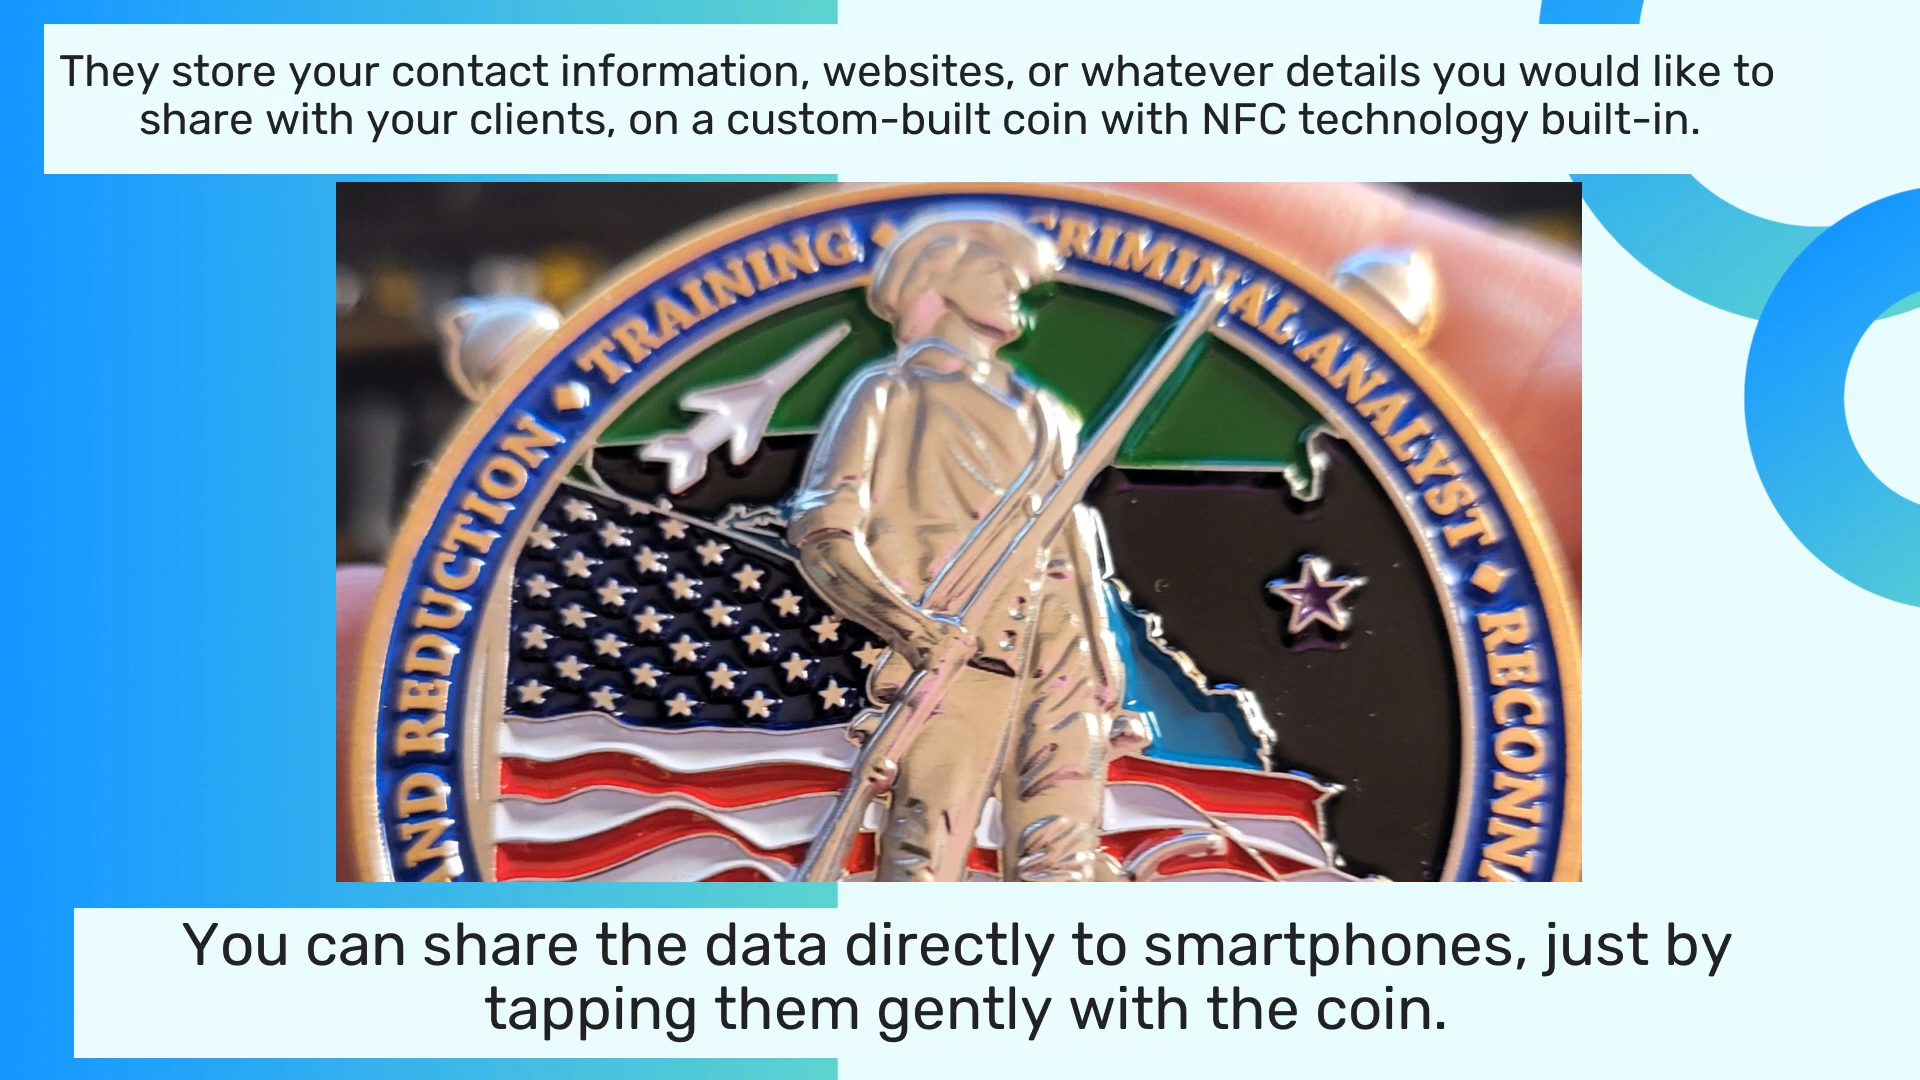 They store your contact information, websites, or whatever details you would like to
share with your clients, on a custom-built coin with NFC technology built-in.
AND REDUCTION ◆ TRAINING ◆ CRIMINAL ANALYST ◆ RECONNA
You can share the data directly to smartphones, just by
tapping them gently with the coin.